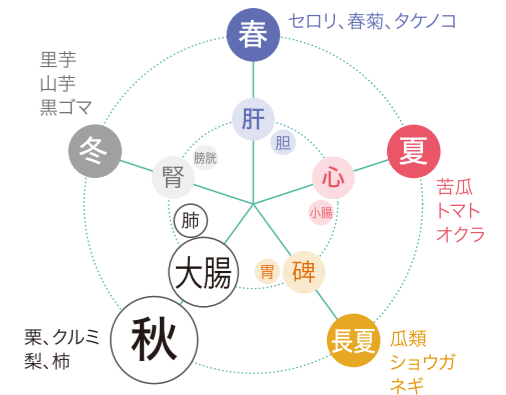 春
セロリ、春菊、タケノコ
里芋
山芋
黒ゴマ
肝
胆
冬
膀胱
腎
心
夏
小腸
苦瓜
トマト
オクラ
肺
大腸
胃
碑
秋
栗、クルミ
梨、柿
長夏
瓜類
ショウガ
ネギ